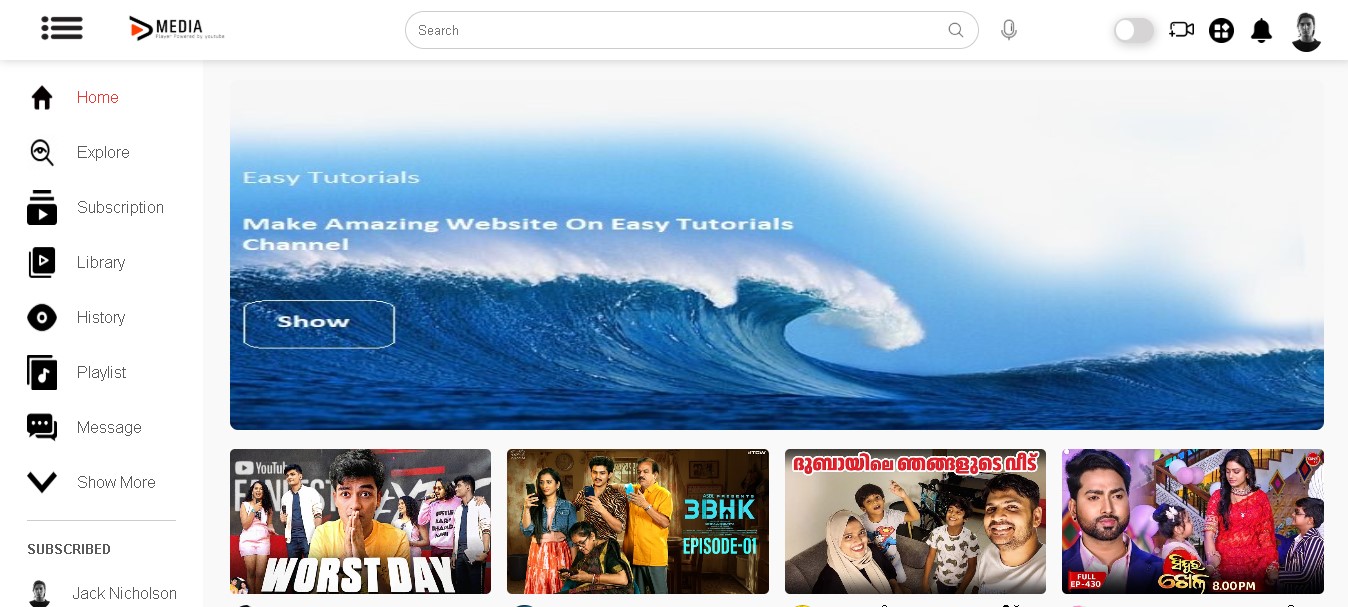 MEDIA
Player Powered by youtube
Search
Home
Explore
Subscription
Library
History
Playlist
Message
Show More
SUBSCRIBED
Jack Nicholson
Easy Tutorials
Make Amazing Website On Easy Tutorials
Channel
Show
YouTube
FANFEST
WORST DAY
PRESENTS
3BHK
EPISODE-01
ദുബായിലെ ഞങ്ങളുടെ വീട്
FULL
EP-430
ସିନ୍ଦୂର
ଖେଳ
8.00PM